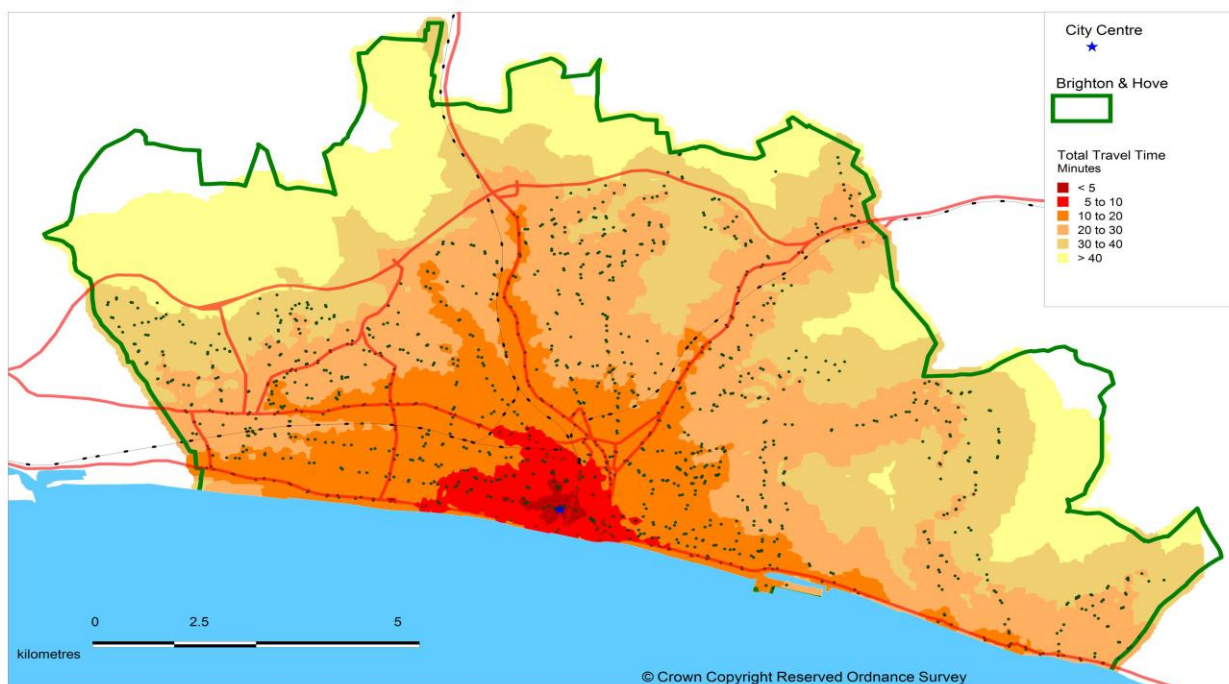 City Centre
Brighton & Hove
Total Travel Time
Minutes
< 5
5 to 10
10 to 20
20 to 30
30 to 40
> 40
0 2.5 5
kilometres
© Crown Copyright Reserved Ordnance Survey